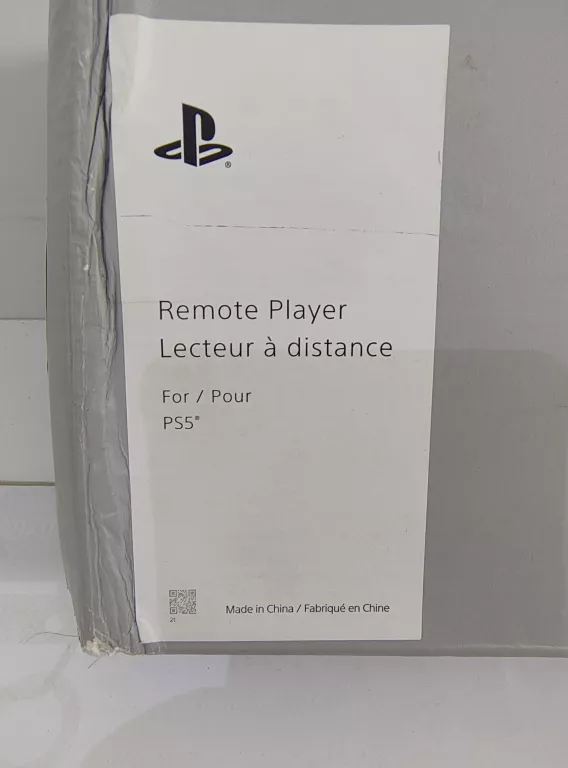 Remote Player
Lecteur à distance
For / Pour
PS5®
21
Made in China / Fabriqué en Chine